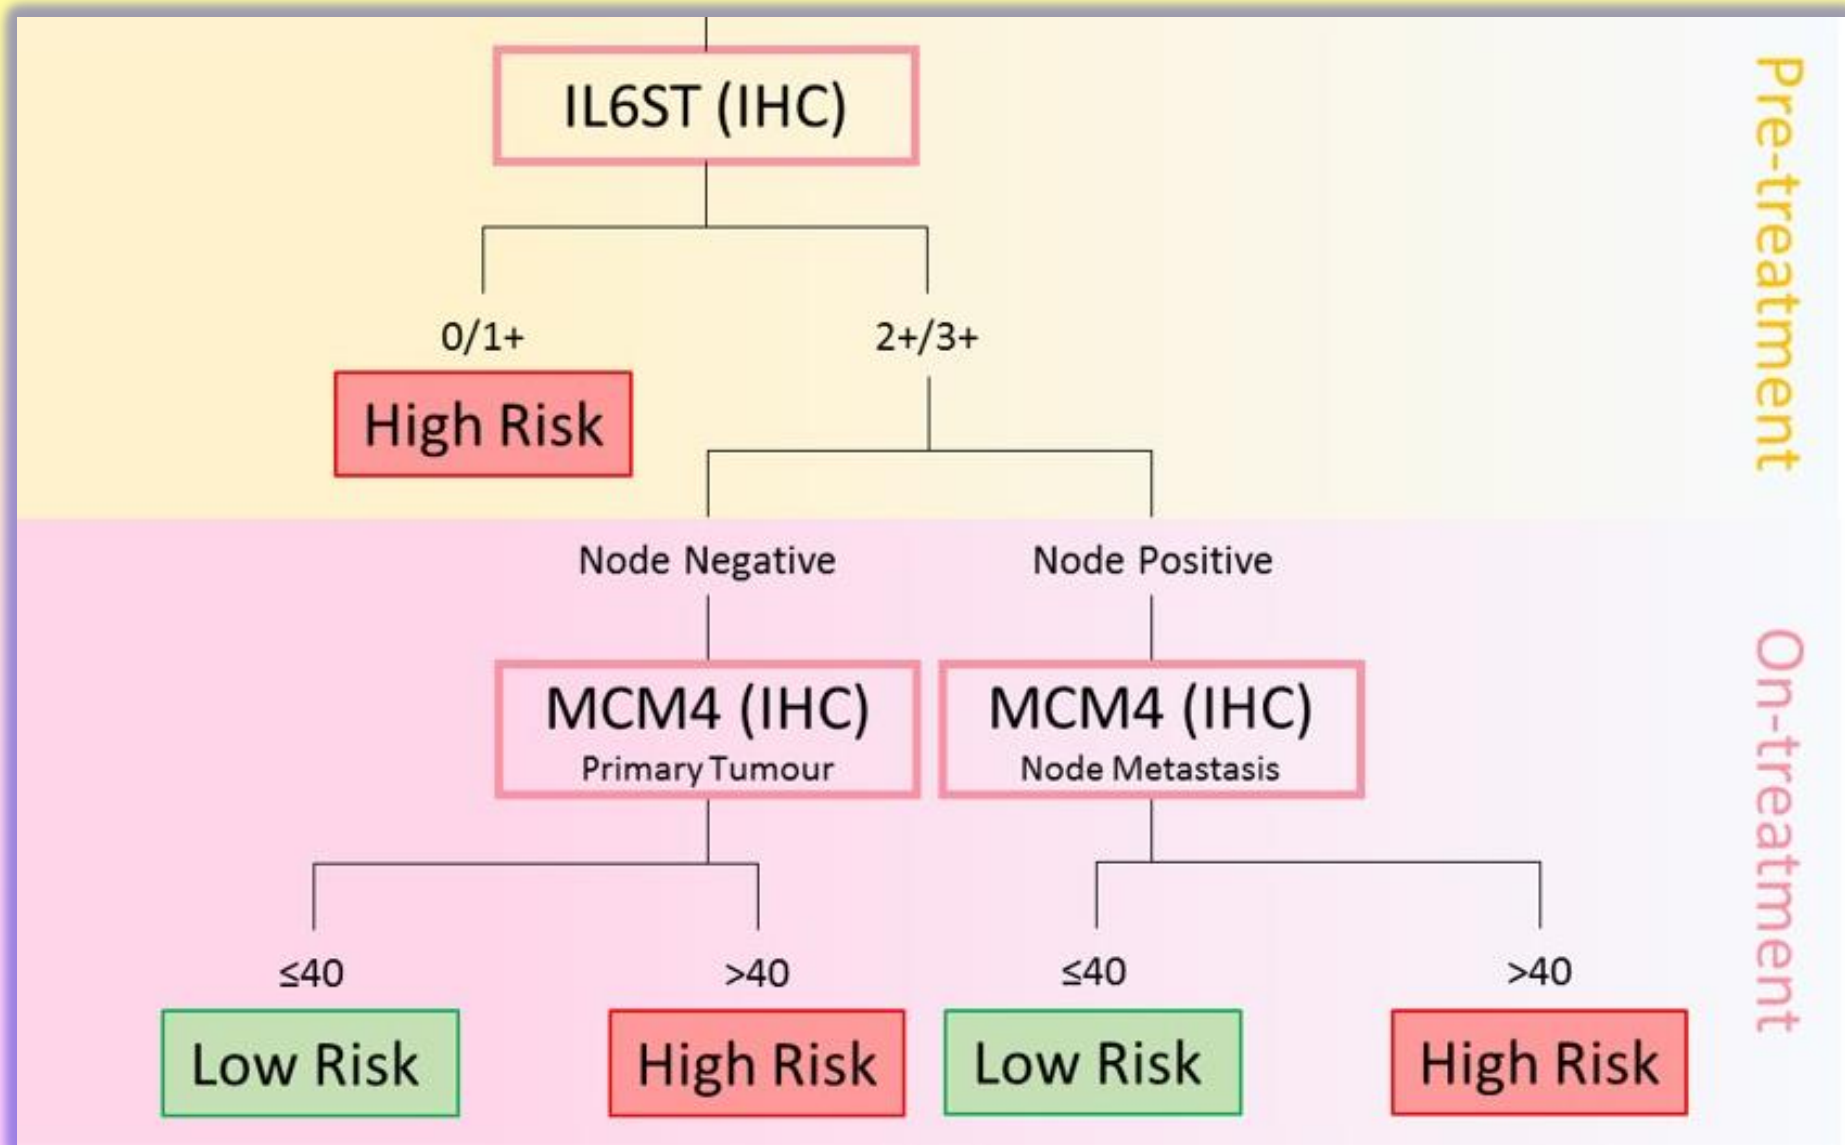 IL6ST (IHC)
0/1+
2+/3+
High Risk
Pre-treatment
Node Negative
Node Positive
MCM4 (IHC)
Primary Tumour
MCM4 (IHC)
Node Metastasis
≤40
>40
≤40
>40
Low Risk
High Risk
Low Risk
High Risk
On-treatment